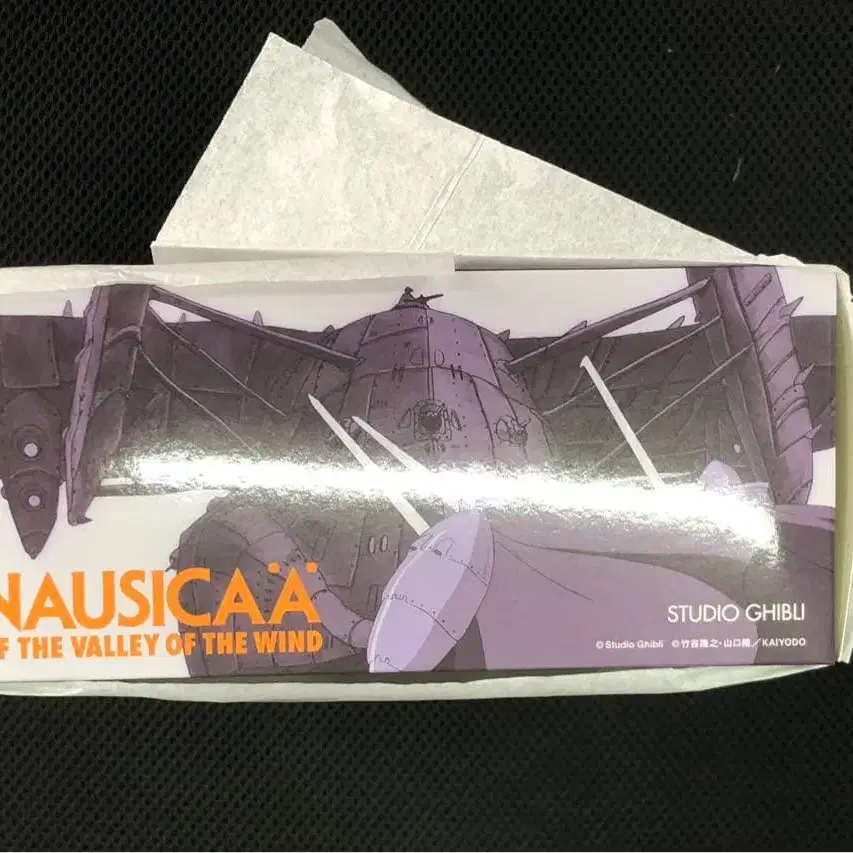 NAUSICAÄ
F THE VALLEY OF THE WIND
STUDIO GHIBLI
© Studio Ghibli ©竹谷隆之・山口隆／KAIYODO